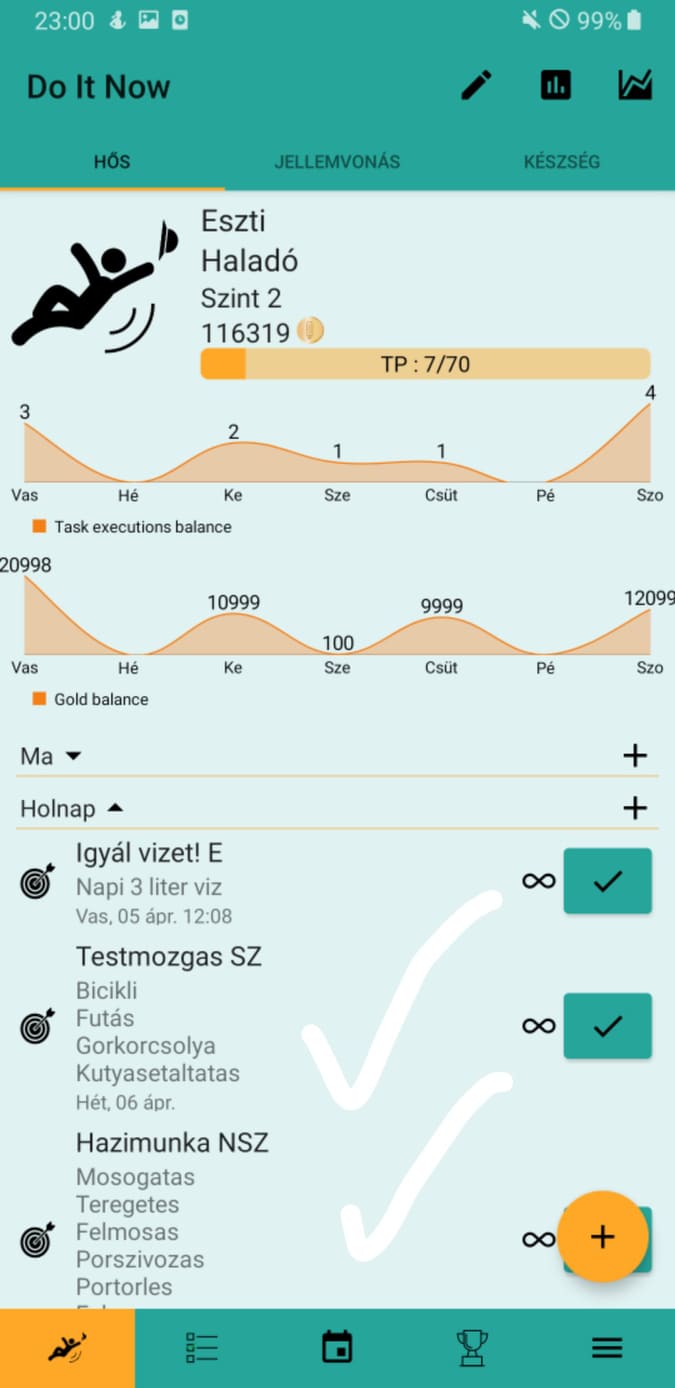 23:00
99%
Do It Now
HŐS
JELLEMVONÁS
KÉSZSÉG
Eszti
Haladó
Szint 2
116319
TP : 7/70
3
2
1
1
4
Vas Hé Ke Sze Csüt Pé Szo
Task executions balance
20998
10999
100
9999
12099
Vas Hé Ke Sze Csüt Pé Szo
Gold balance
Ma
Holnap
Igyál vizet! E
Napi 3 liter viz
Vas, 05 ápr. 12:08
Testmozgas SZ
Bicikli
Futás
Gorkorcsolya
Kutyasetaltatas
Hét, 06 ápr.
Hazimunka NSZ
Mosogatas
Teregetes
Felmosas
Porszivozas
Portorles